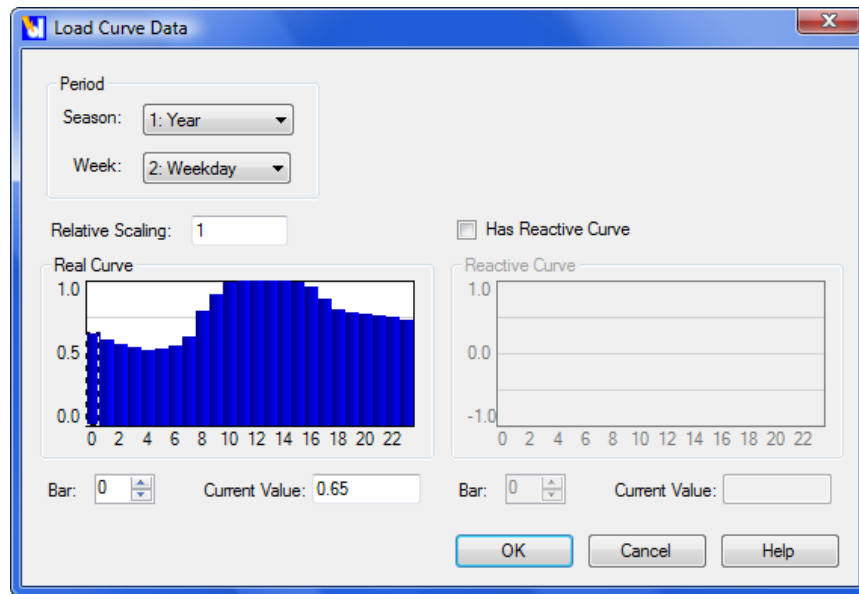 Load Curve Data
Period
Season: 1: Year
Week: 2: Weekday
Relative Scaling: 1
Has Reactive Curve
Real Curve
1.0
0.5
0.0
0 2 4 6 8 10 12 14 16 18 20 22
Bar: 0 Current Value: 0.65
Reactive Curve
1.0
0.0
-1.0
0 2 4 6 8 10 12 14 16 18 20 22
Bar: 0 Current Value:
OK Cancel Help